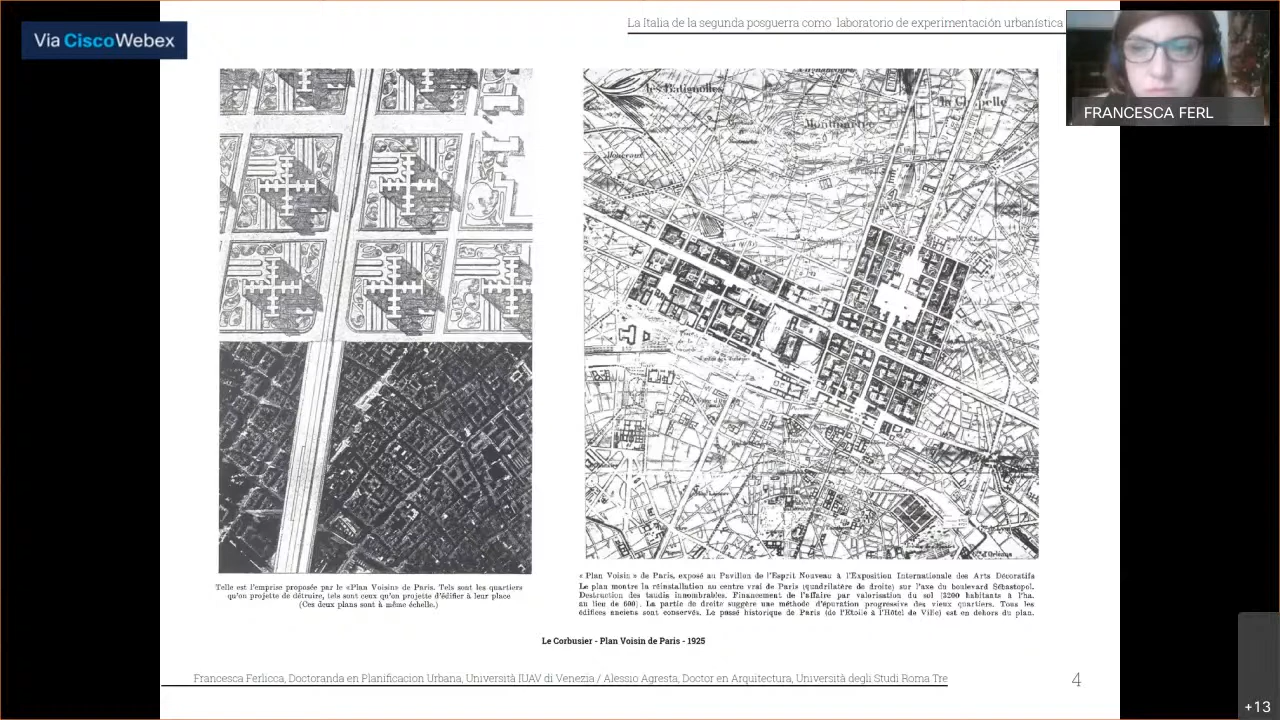 La Italia de la segunda posguerra como laboratorio de experimentación urbanística
Via CiscoWebex
FRANCESCA FERL
les Batignolles
la Chapelle
Montmartre
Telle est l'emprise proposée par le «Plan Voisin» de Paris. Tels sont les quartiers
qu'on projette de détruire, tels sont ceux qu'on projette d'édifier à leur place
(Ces deux plans sont à même échelle.)
« Plan Voisin » de Paris, exposé au Pavillon de l'Esprit Nouveau à l'Exposition Internationale des Arts Décoratifs
Le plan montre la réinstallation au centre vrai de Paris (quadrilatère de droite) sur l'axe du boulevard Sébastopol.
Destruction des taudis innombrables. Financement de l'affaire par valorisation du sol (3200 habitants à l'ha.
au lieu de 600). La partie de droite suggère une méthode d'épuration progressive des vieux quartiers. Tous les
édifices anciens sont conservés. Le passé historique de Paris (de l'Etoile à l'Hôtel de Ville) est en dehors du plan.
Le Corbusier - Plan Voisin de Paris - 1925
Francesca Ferlicca, Doctoranda en Planificacion Urbana, Università IUAV di Venezia / Alessio Agresta, Doctor en Arquitectura, Università degli Studi Roma Tre
4
+13